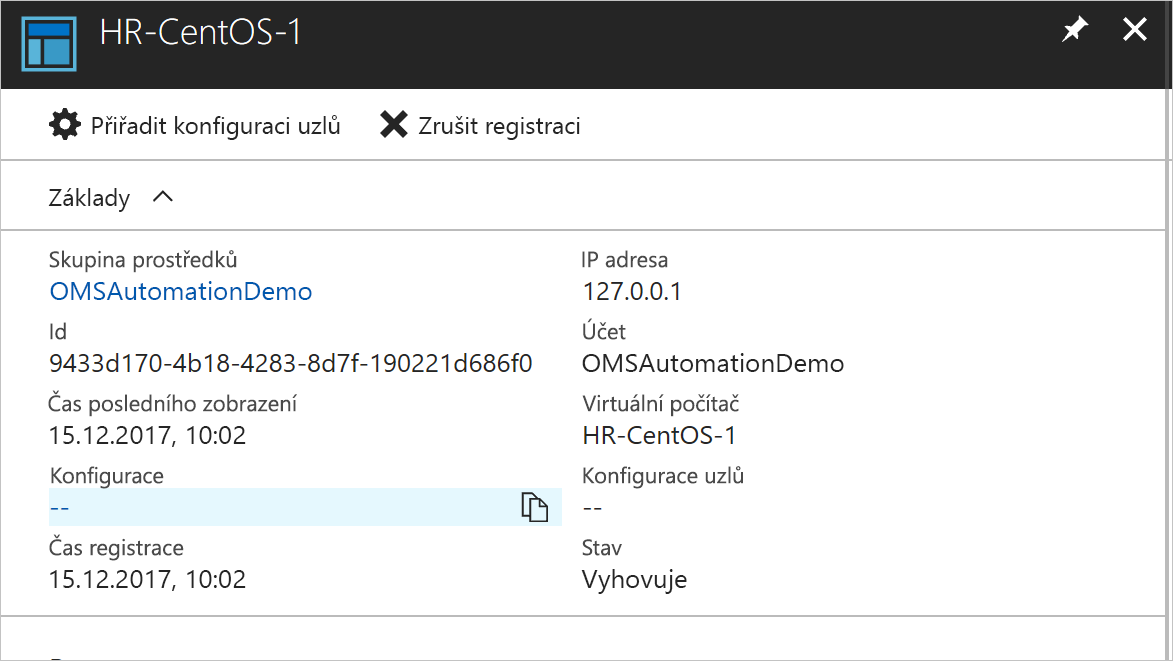 HR-CentOS-1
Přiřadit konfiguraci uzlů
Zrušit registraci
Základy
Skupina prostředků
OMSAutomationDemo
Id
9433d170-4b18-4283-8d7f-190221d686f0
Čas posledního zobrazení
15.12.2017, 10:02
Konfigurace
--
Čas registrace
15.12.2017, 10:02
IP adresa
127.0.0.1
Účet
OMSAutomationDemo
Virtuální počítač
HR-CentOS-1
Konfigurace uzlů
--
Stav
Vyhovuje